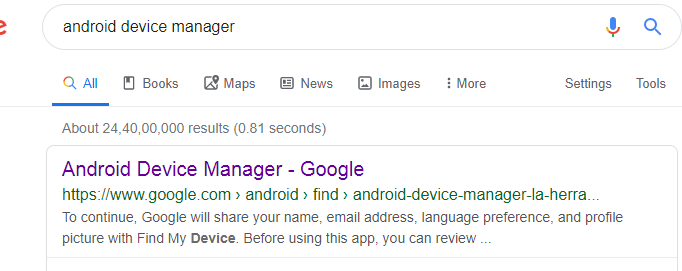 e
android device manager
All Books Maps News Images More Settings Tools
About 24,40,00,000 results (0.81 seconds)
Android Device Manager - Google
https://www.google.com › android › find › android-device-manager-la-herra...
To continue, Google will share your name, email address, language preference, and profile
picture with Find My Device. Before using this app, you can review ...